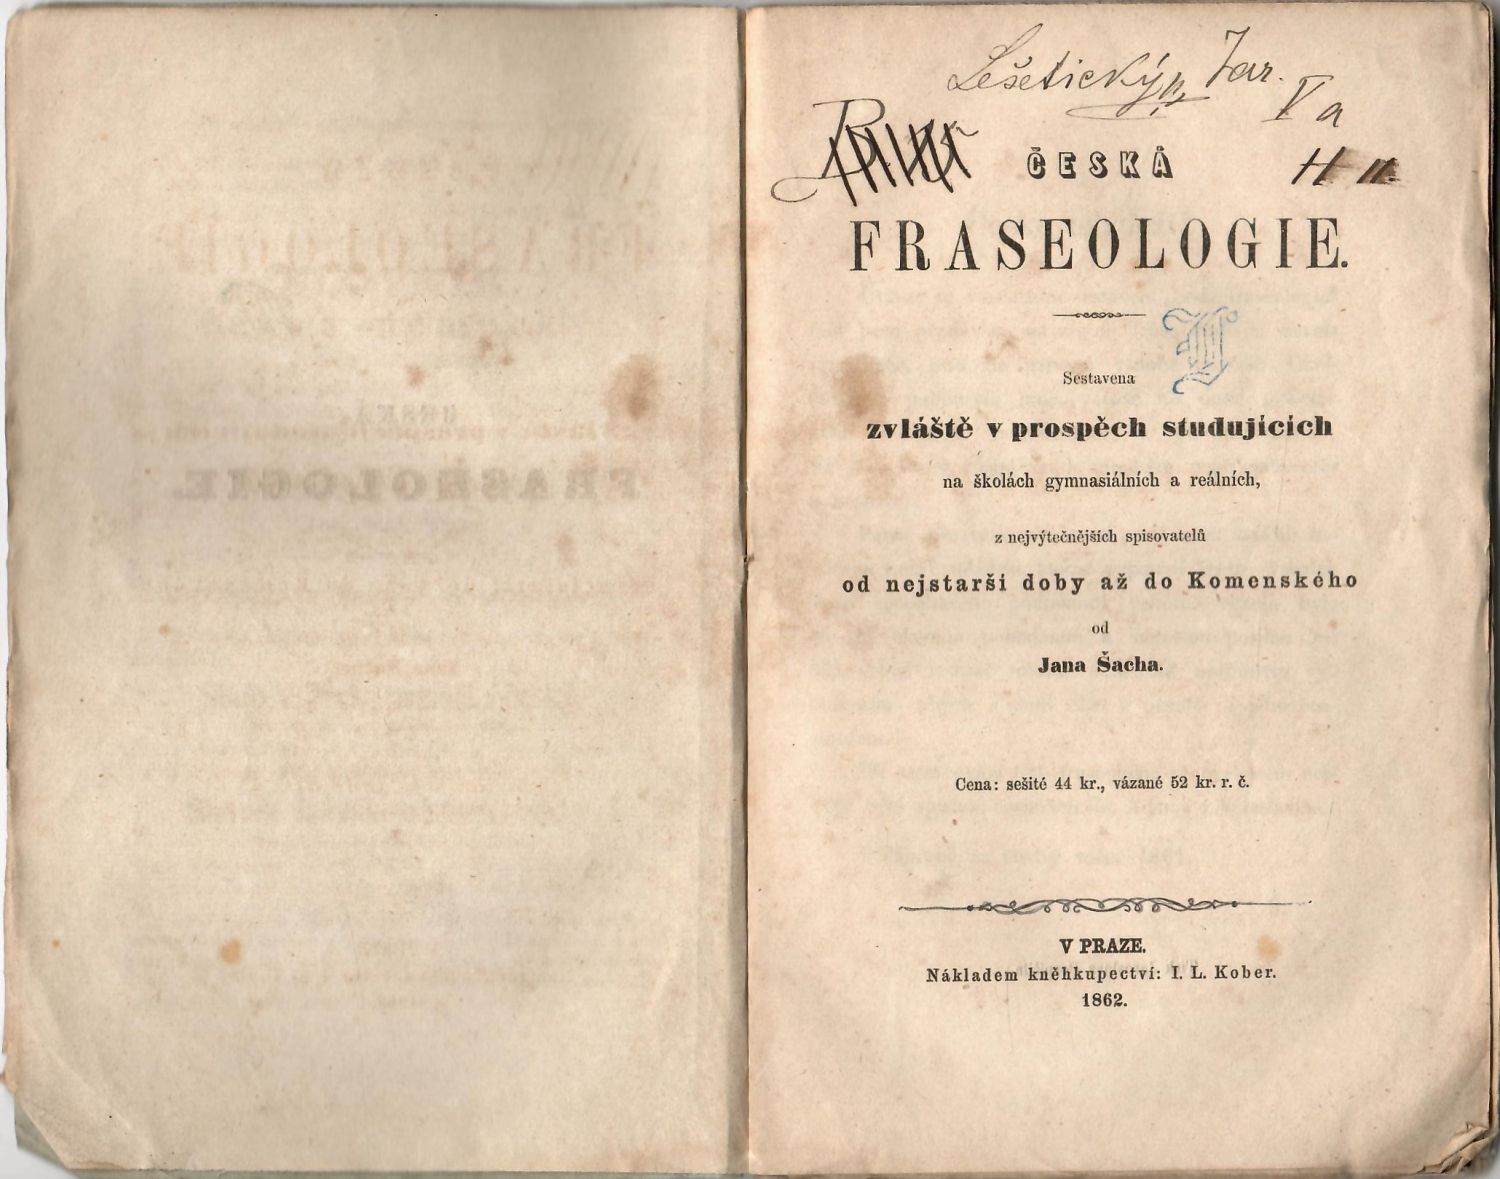 Lešetický Jar.
V a
ČESKÁ
FRASEOLOGIE.
Sestavena
zvláště v prospěch studujících
na školách gymnasiálních a reálních,
z nejvýtečnějších spisovatelů
od nejstarší doby až do Komenského
od
Jana Šacha.
Cena: sešité 44 kr., vázané 52 kr. r. č.
V PRAZE.
Nákladem kněhkupectví: I. L. Kober.
1862.